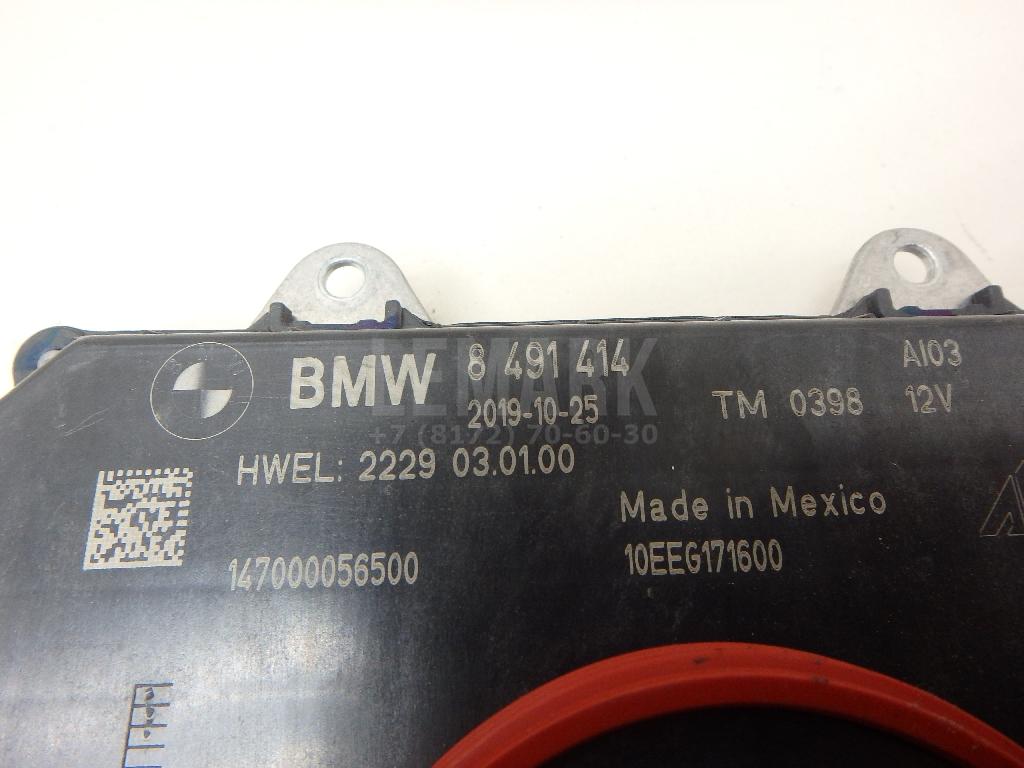 BMW 8 491 414
2019-10-25
AI03
TM 0398 12V
LEMARK
+7 (8172) 70-60-30
HWEL: 2229 03.01.00
Made in Mexico
147000056500
10EEG171600